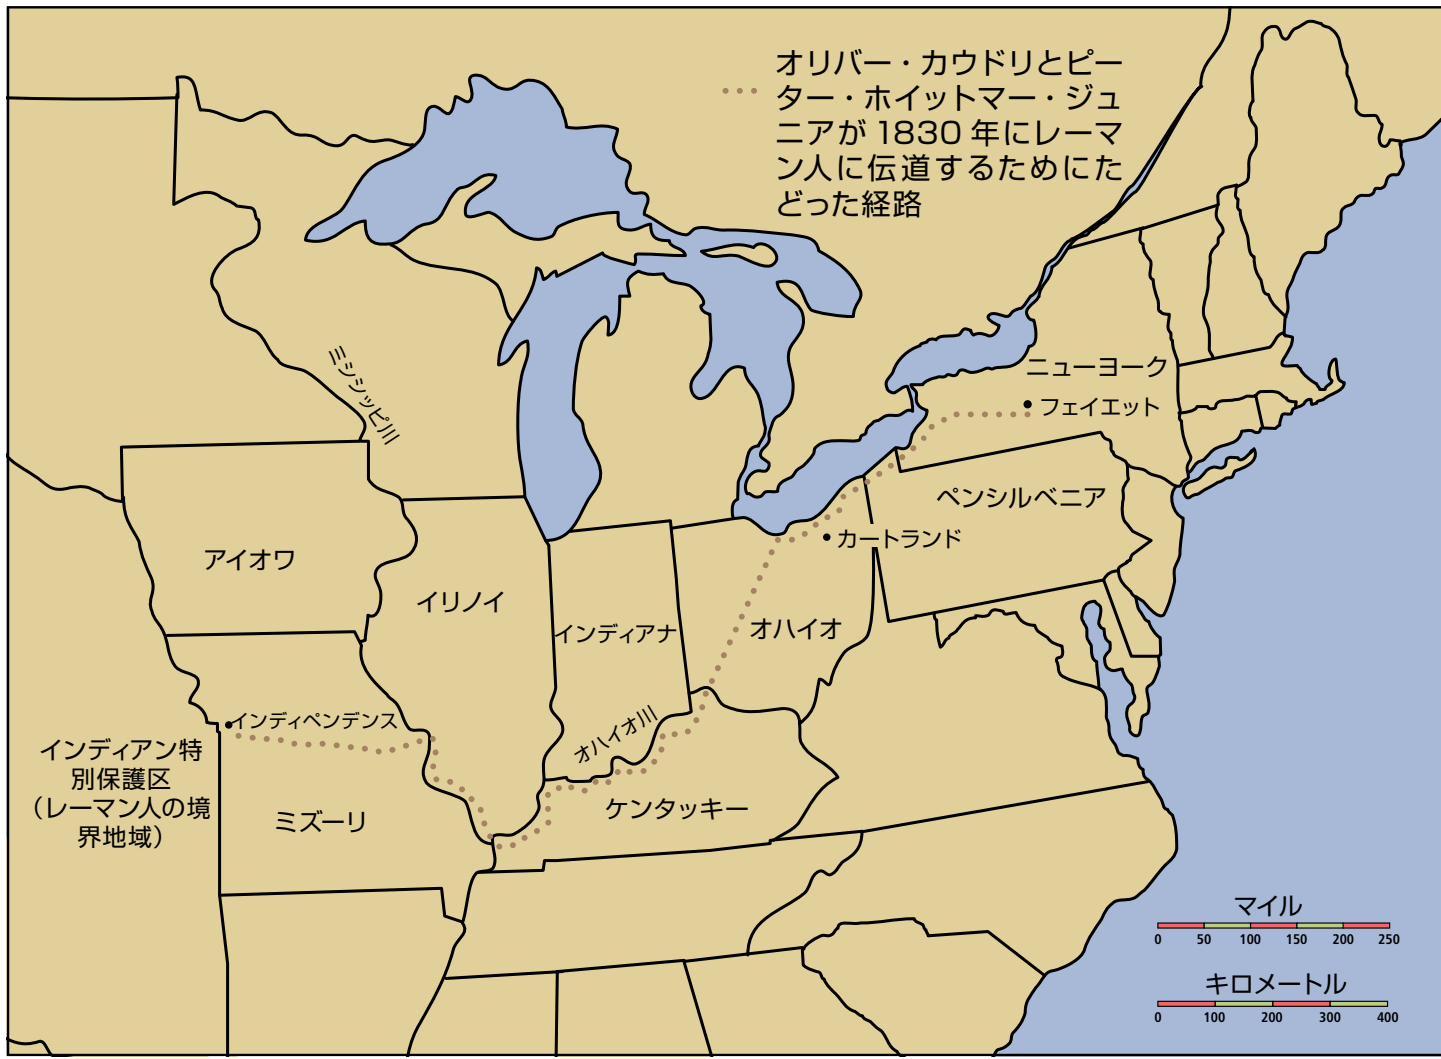 オリバー・カウドリとピー
ター・ホイットマー・ジュ
ニアが 1830 年にレーマ
ン人に伝道するためにた
どった経路
ミシシッピ川
ニューヨーク
フェイエット
ペンシルベニア
カートランド
アイオワ
イリノイ
インディアナ
オハイオ
オハイオ川
インディペンデンス
インディアン特
別保護区
（レーマン人の境
界地域）
ミズーリ
ケンタッキー
マイル
0 50 100 150 200 250
キロメートル
0 100 200 300 400